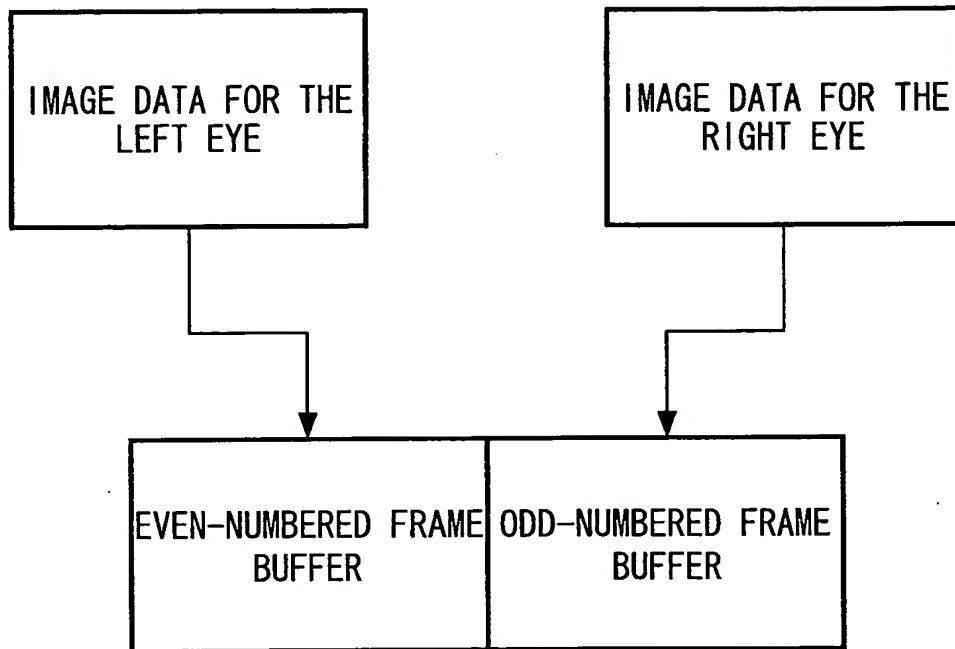 IMAGE DATA FOR THE
LEFT EYE
IMAGE DATA FOR THE
RIGHT EYE
EVEN-NUMBERED FRAME
BUFFER
ODD-NUMBERED FRAME
BUFFER